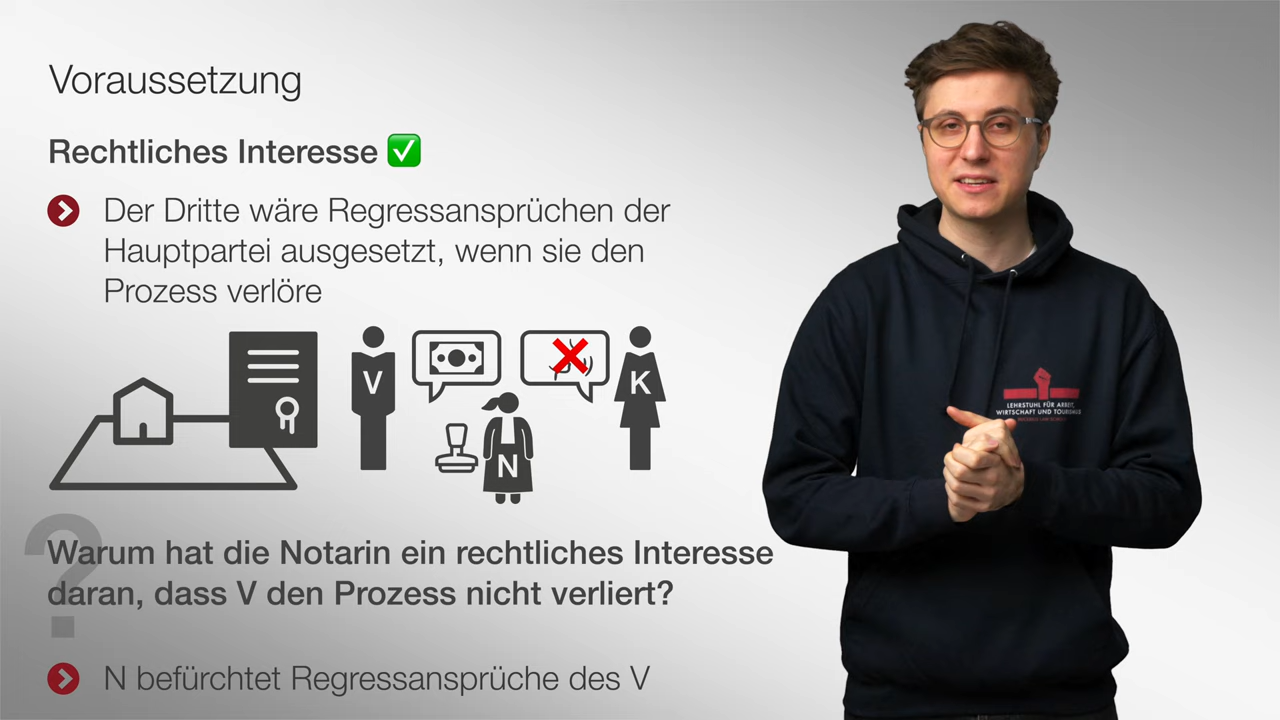 Voraussetzung
Rechtliches Interesse ✅
Der Dritte wäre Regressansprüchen der
Hauptpartei ausgesetzt, wenn sie den
Prozess verlöre
V
K
N
LEHRSTUHL FÜR ARBEIT,
WIRTSCHAFT UND TOURISMUS
?
Warum hat die Notarin ein rechtliches Interesse
daran, dass V den Prozess nicht verliert?
N befürchtet Regressansprüche des V